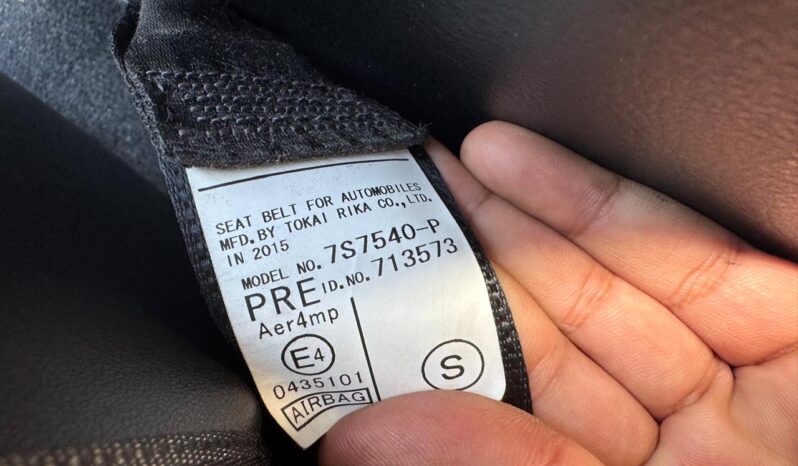 SEAT BELT FOR AUTOMOBILES
MFD. BY TOKAI RIKA CO., LTD.
IN 2015
MODEL NO. 7S7540-P
PRE ID.NO. 713573
Aer4mp
E4
S
0435101
AIRBAG